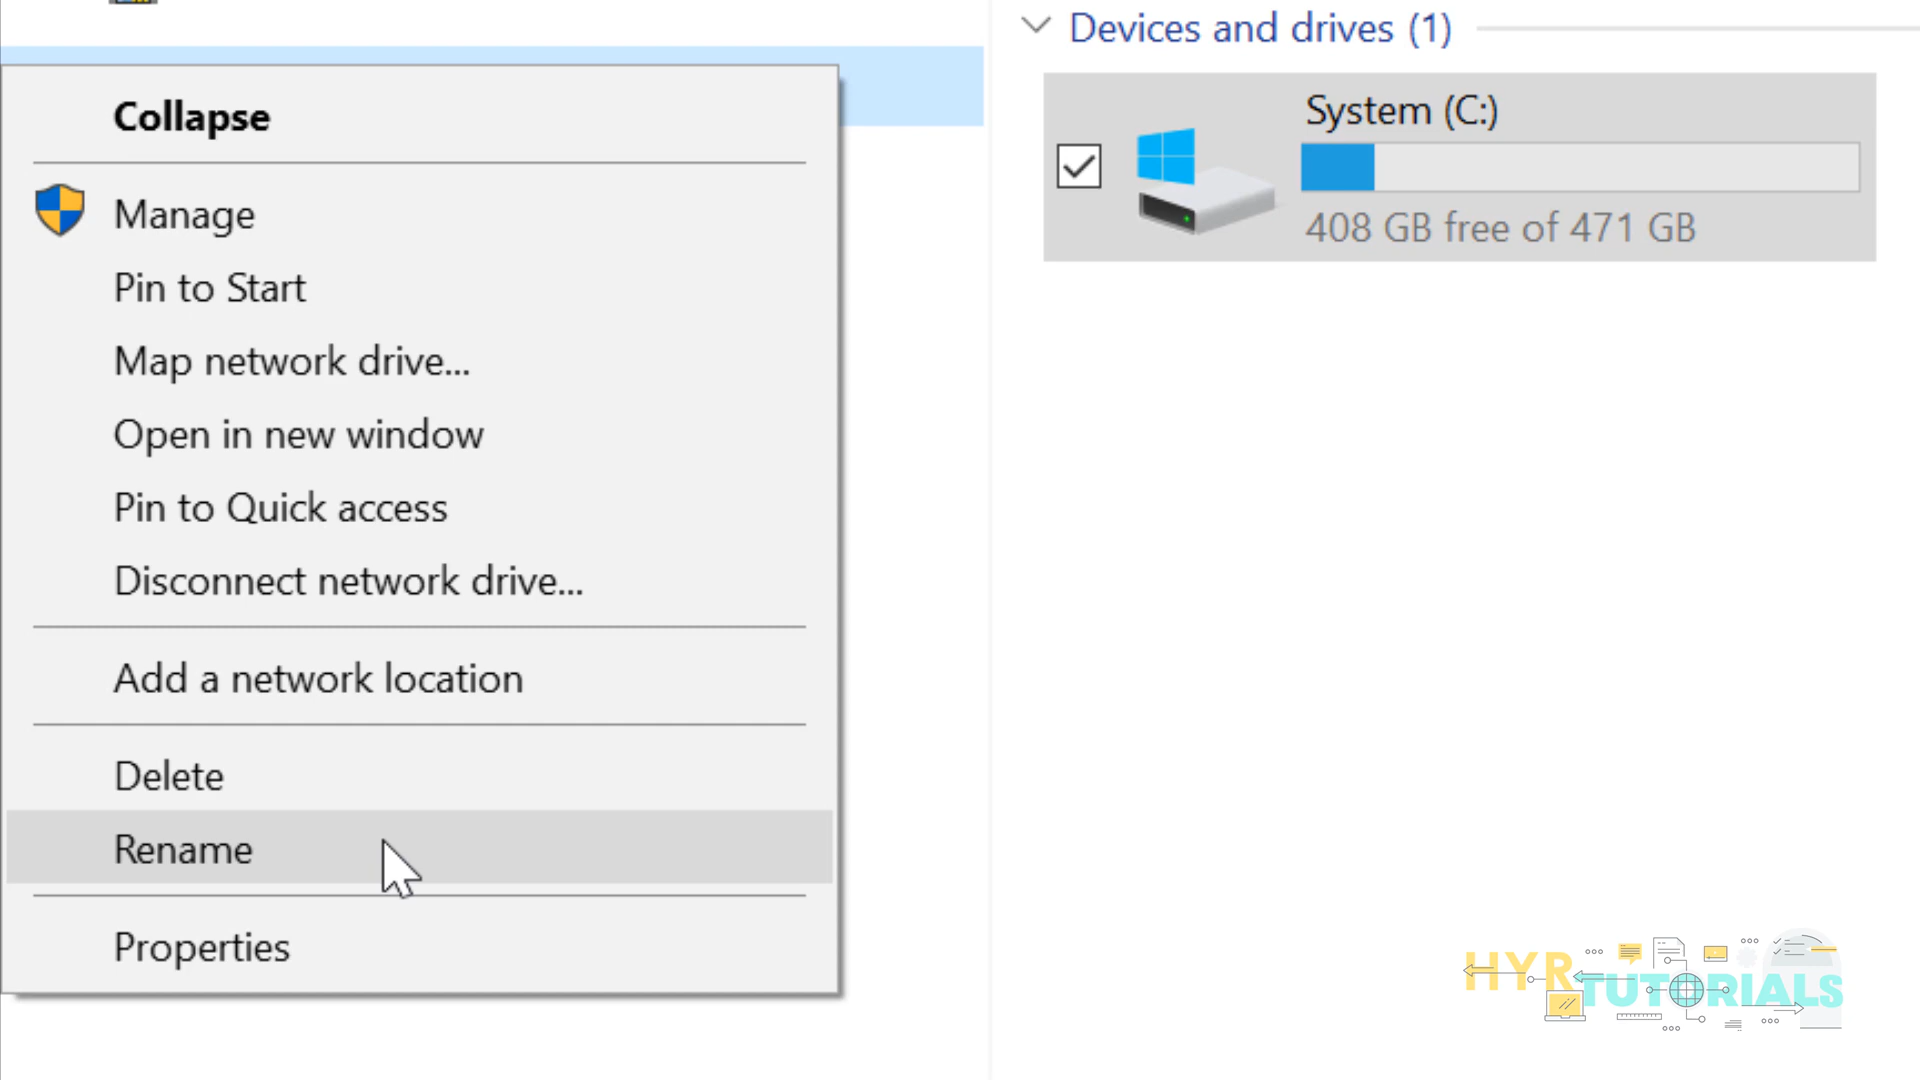 Collapse
Manage
Pin to Start
Map network drive...
Open in new window
Pin to Quick access
Disconnect network drive...
Add a network location
Delete
Rename
Properties
Devices and drives (1)
System (C:)
408 GB free of 471 GB
HYR
TUTORIALS